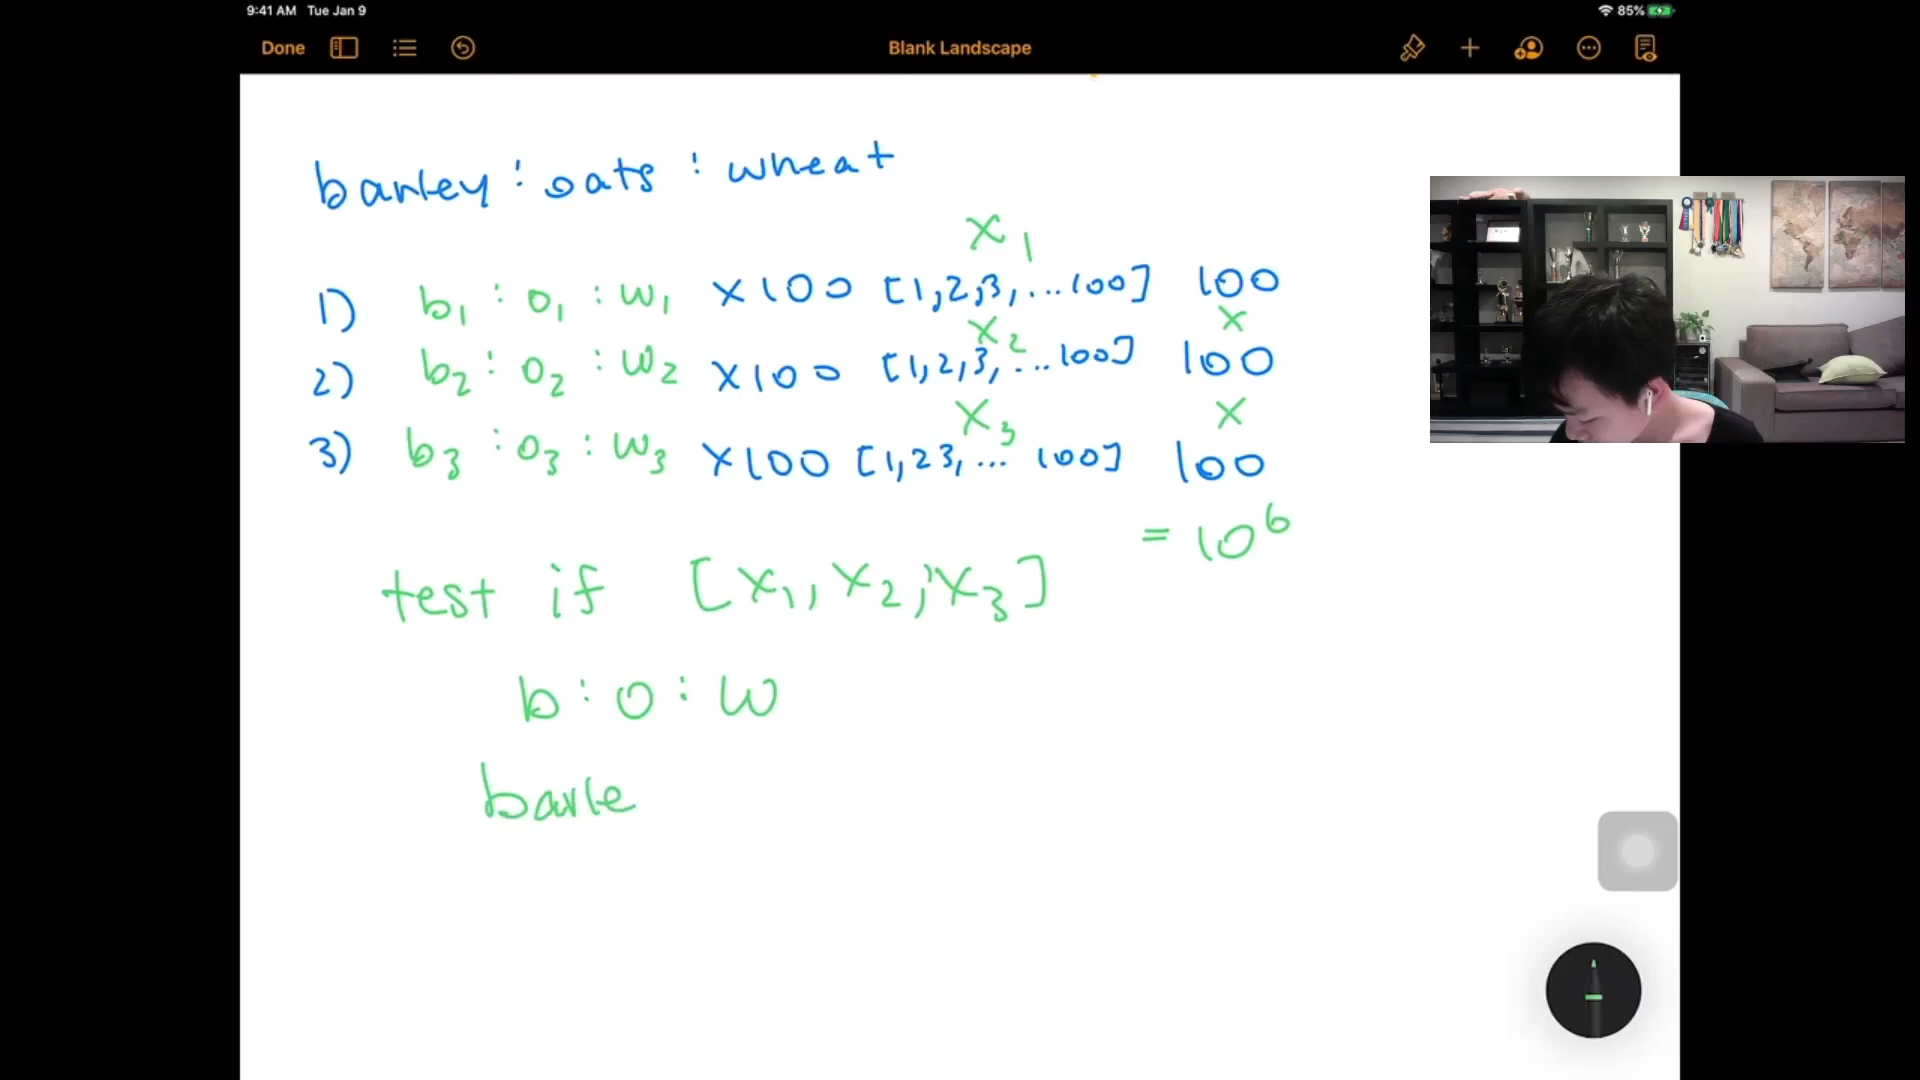 9:41 AM Tue Jan 9
85%
Done
Blank Landscape
barley : oats : wheat
x1
1) b1 : o1 : w1 x100 [1,2,3,...100] 100
x2 x
2) b2 : o2 : w2 x100 [1,2,3,...100] 100
x3 x
3) b3 : o3 : w3 x100 [1,23,... 100] 100
= 10^6
test if [x1, x2, x3]
b : o : w
barle